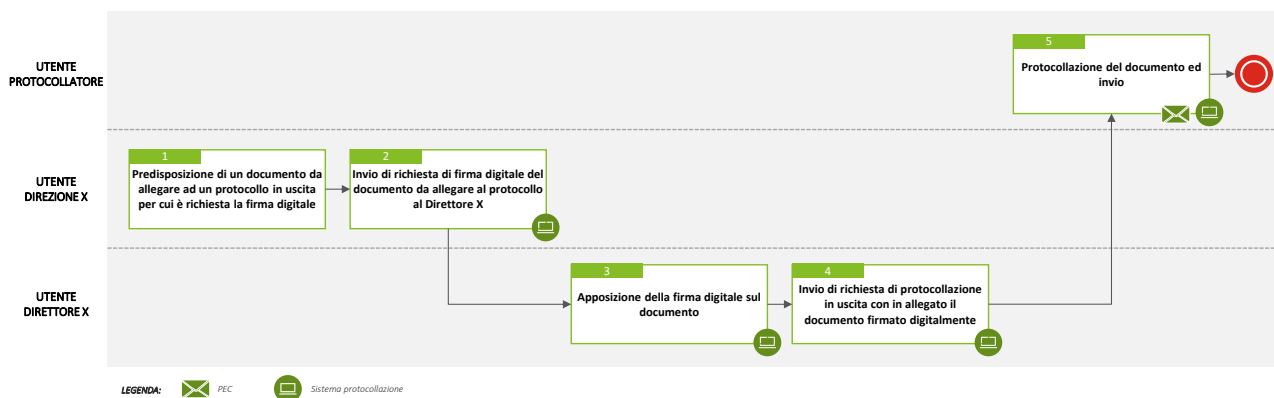 UTENTE
PROTOCOLLATORE
5
Protocollazione del documento ed
invio
UTENTE
DIREZIONE X
1
Predisposizione di un documento da
allegare ad un protocollo in uscita
per cui è richiesta la firma digitale
2
Invio di richiesta di firma digitale del
documento da allegare al protocollo
al Direttore X
UTENTE
DIRETTORE X
3
Apposizione della firma digitale sul
documento
4
Invio di richiesta di protocollazione
in uscita con in allegato il
documento firmato digitalmente
LEGENDA:
PEC
Sistema protocollazione